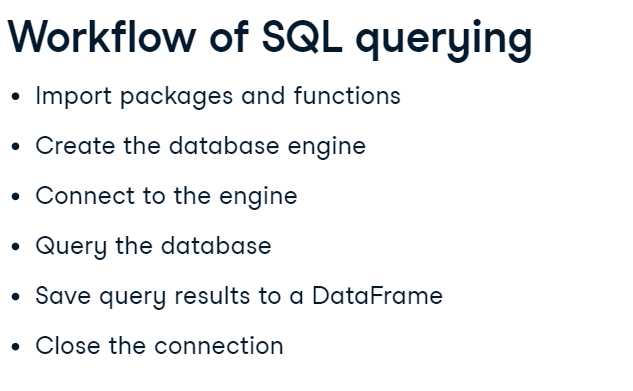 Workflow of SQL querying
• Import packages and functions
• Create the database engine
• Connect to the engine
• Query the database
• Save query results to a DataFrame
• Close the connection